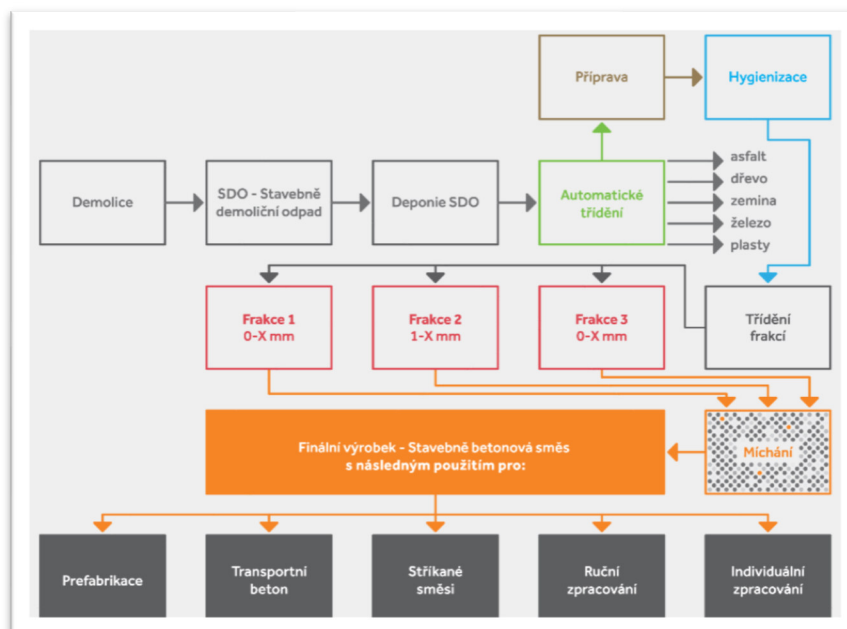 Příprava
Hygienizace
Demolice
SDO - Stavebně
demoliční odpad
Deponie SDO
Automatické
třídění
asfalt
dřevo
zemina
železo
plasty
Frakce 1
0-X mm
Frakce 2
1-X mm
Frakce 3
0-X mm
Třídění
frakcí
Finální výrobek - Stavebně betonová směs
s následným použitím pro:
Míchání
Prefabrikace
Transportní
beton
Stříkané
směsi
Ruční
zpracování
Individuální
zpracování